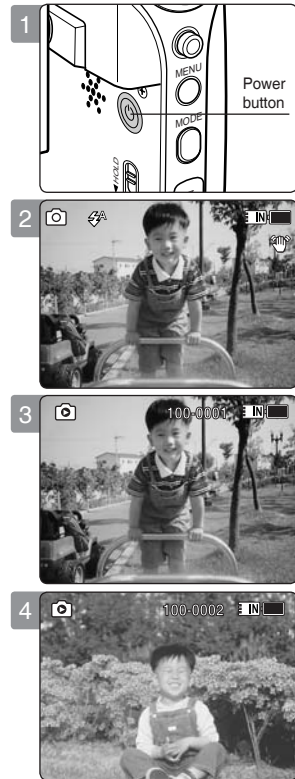 1
MENU
Power
button
MODE
◄HOLD
2
A
IN
3
100-0001
IN
4
100-0002
IN